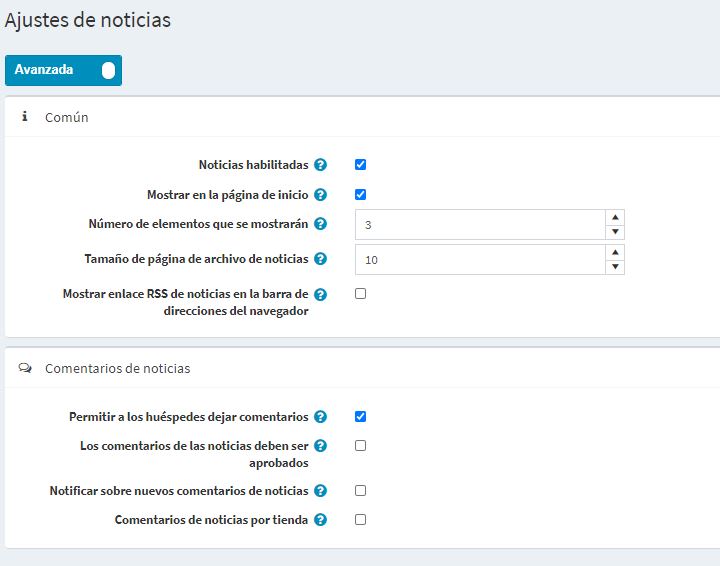 Ajustes de noticias
Avanzada
Común
Noticias habilitadas
Mostrar en la página de inicio
Número de elementos que se mostrarán
3
Tamaño de página de archivo de noticias
10
Mostrar enlace RSS de noticias en la barra de
direcciones del navegador
Comentarios de noticias
Permitir a los huéspedes dejar comentarios
Los comentarios de las noticias deben ser
aprobados
Notificar sobre nuevos comentarios de noticias
Comentarios de noticias por tienda